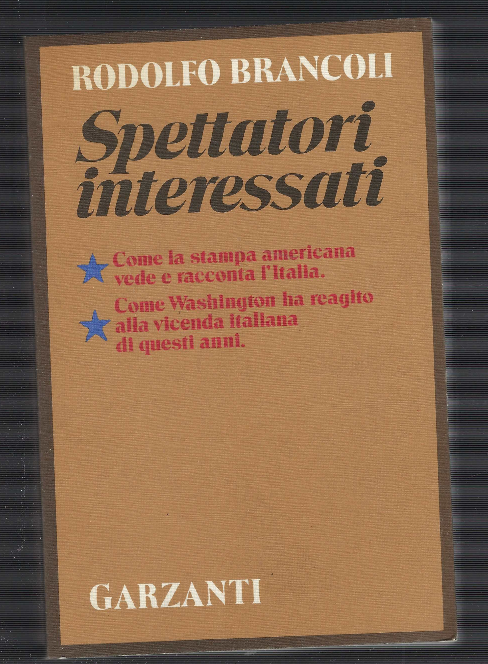 RODOLFO BRANCOLI
Spettatori
interessati
Come la stampa americana
vede e racconta l'Italia.
Come Washington ha reagito
alla vicenda italiana
di questi anni.
GARZANTI